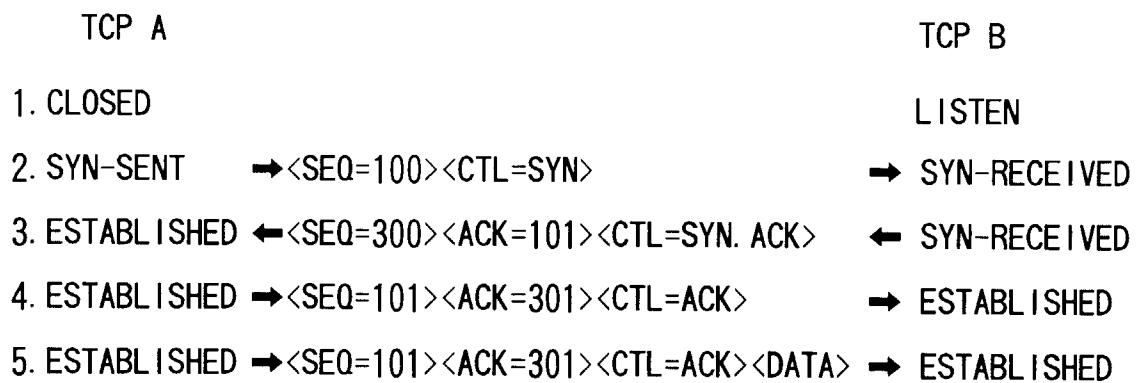 TCP A TCP B
1. CLOSED LISTEN
2. SYN-SENT ➡<SEQ=100><CTL=SYN> ➡ SYN-RECEIVED
3. ESTABLISHED ⬅<SEQ=300><ACK=101><CTL=SYN. ACK> ⬅ SYN-RECEIVED
4. ESTABLISHED ➡<SEQ=101><ACK=301><CTL=ACK> ➡ ESTABLISHED
5. ESTABLISHED ➡<SEQ=101><ACK=301><CTL=ACK><DATA> ➡ ESTABLISHED